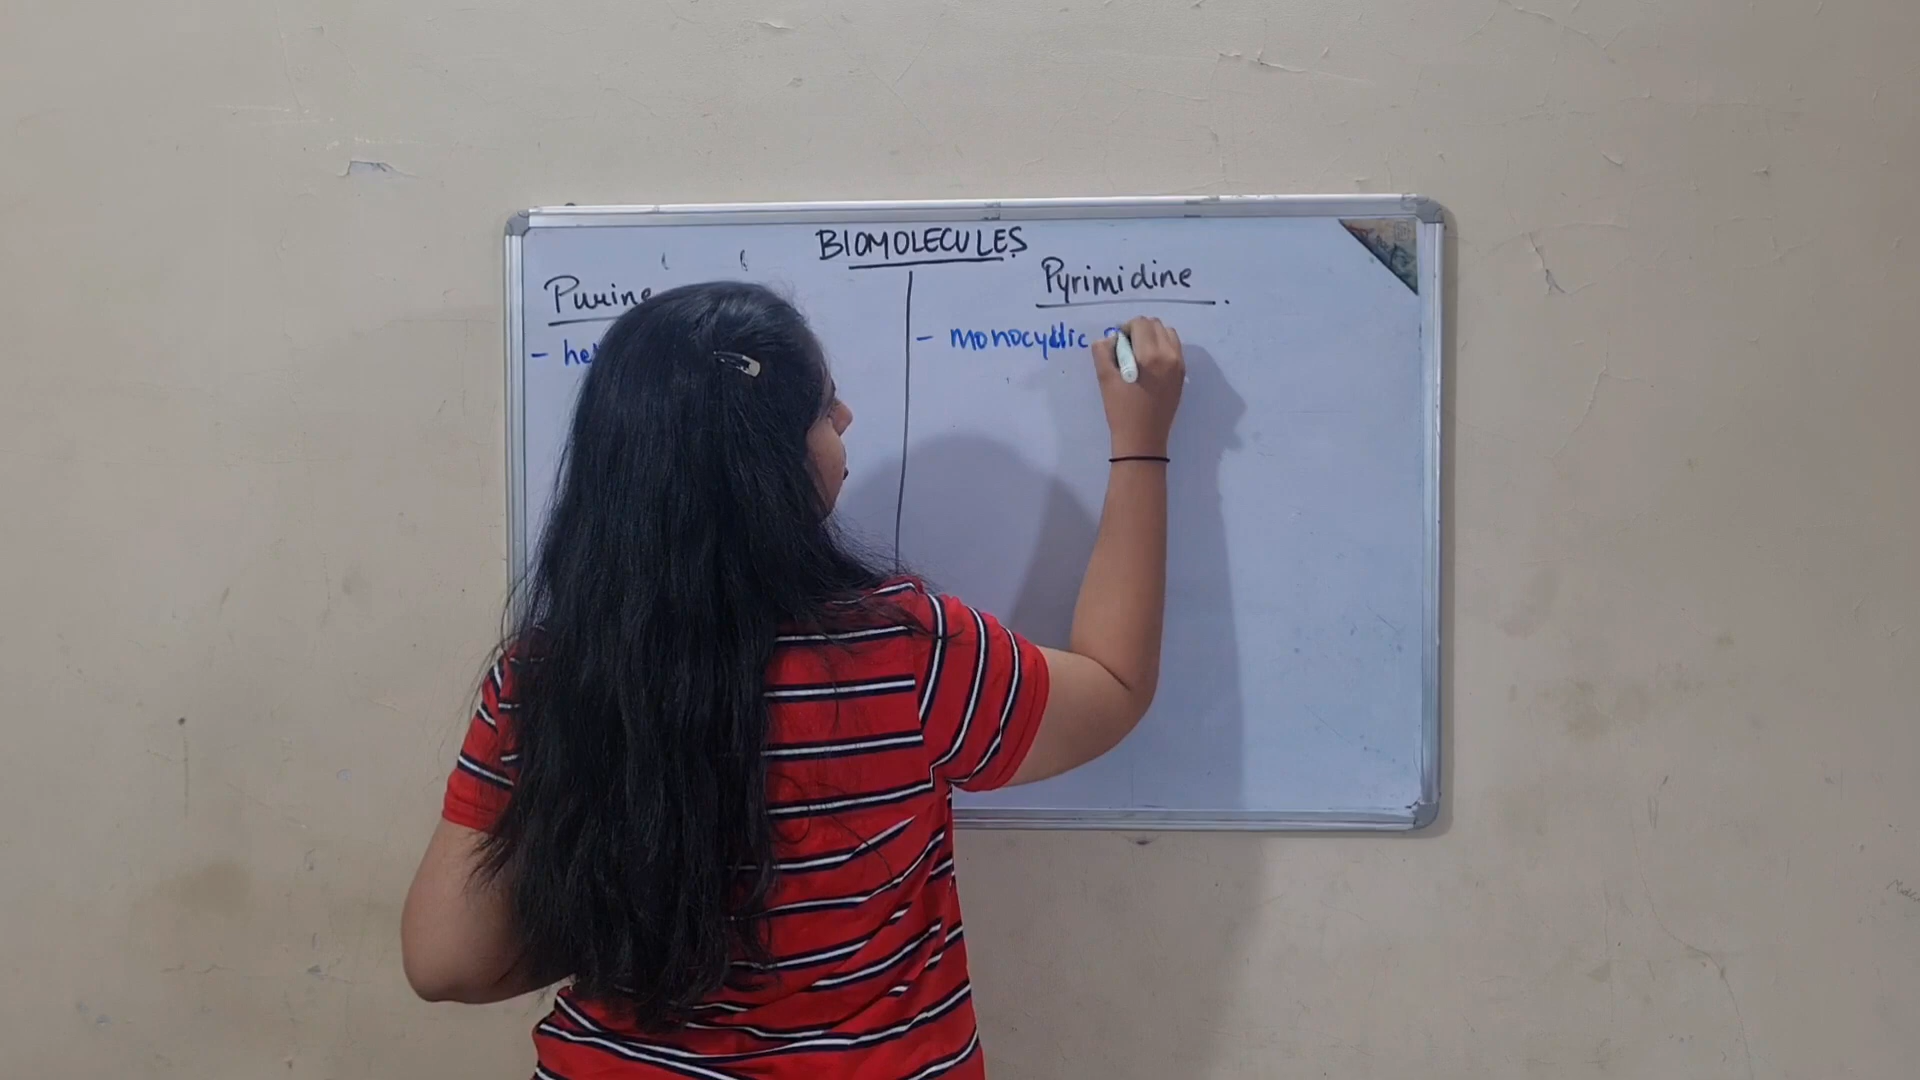 BIOMOLECULES
Purine
- he
Pyrimidine
- monocyclic